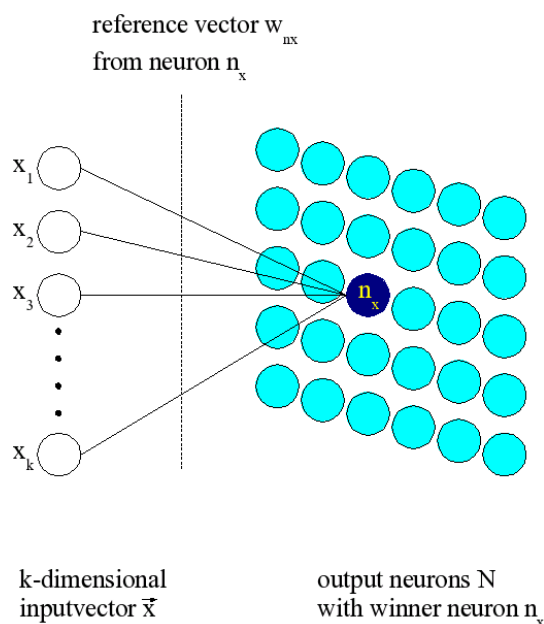 reference vector w_nx
from neuron n_x
x_1
x_2
x_3
n_x
x_k
k-dimensional
inputvector x⃗
output neurons N
with winner neuron n_x